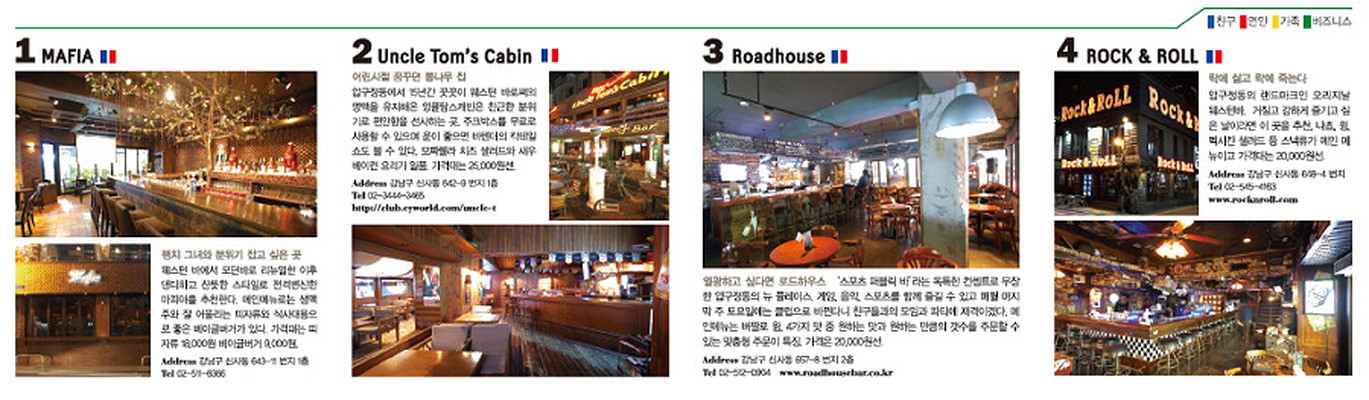 친구 연인 가족 비즈니스
1 MAFIA
왠지 그녀와 분위기 잡고 싶은 곳
웨스턴 바에서 모던바로 리뉴얼한 이후
댄디하고 산뜻한 스타일로 전격변신한
마피아를 추천한다. 메인메뉴로는 생맥
주와 잘 어울리는 피자류와 식사대용으
로 좋은 베이글버거가 있다. 가격대는 피
자류 18,000원 베이글버거 9,000원.
Address 강남구 신사동 643-11 번지 1층
Tel 02-511-6366
2 Uncle Tom's Cabin
어린시절 꿈꾸던 통나무 집
압구정동에서 15년간 꿋꿋이 웨스턴 바로써의
명맥을 유지해온 엉클톰스캐빈은 친근한 분위
기로 편안함을 선사하는 곳. 주크박스를 무료로
사용할 수 있으며 운이 좋으면 바텐더의 칵테일
쇼도 볼 수 있다. 모짜렐라 치즈 샐러드와 새우
베이컨 요리가 일품. 가격대는 25,000원선.
Address 강남구 신사동 642-9 번지 1층
Tel 02-3444-3465
http://club.cyworld.com/uncle-t
Uncle Tom's Cabin
3 Roadhouse
열광하고 싶다면 로드하우스 '스포츠 퍼블릭 바'라는 독특한 컨셉트로 무장
한 압구정동의 뉴 플레이스. 게임, 음악, 스포츠를 함께 즐길 수 있고 매월 마지
막 주 토요일에는 클럽으로 바뀐다니 친구들과의 모임과 파티에 제격이겠다. 메
인메뉴는 버팔로 윙. 4가지 맛 중 원하는 맛과 원하는 만큼의 갯수를 주문할 수
있는 맞춤형 주문이 특징. 가격은 20,000원선.
Address 강남구 신사동 657-8 번지 2층
Tel 02-512-0904 www.roadhousebar.co.kr
4 ROCK & ROLL
락에 살고 락에 죽는다
압구정동의 랜드마크인 오리지날
웨스턴바. 거칠고 강하게 즐기고 싶
은 날이라면 이 곳을 추천. 나초, 윙,
멕시칸 샐러드 등 스낵류가 메인 메
뉴이고 가격대는 20,000원선.
Address 강남구 신사동 648-4 번지
Tel 02-545-4163
www.rocknroll.com
Rock & ROLL
Rock &
Rock & ROLL
Rock & ROLL